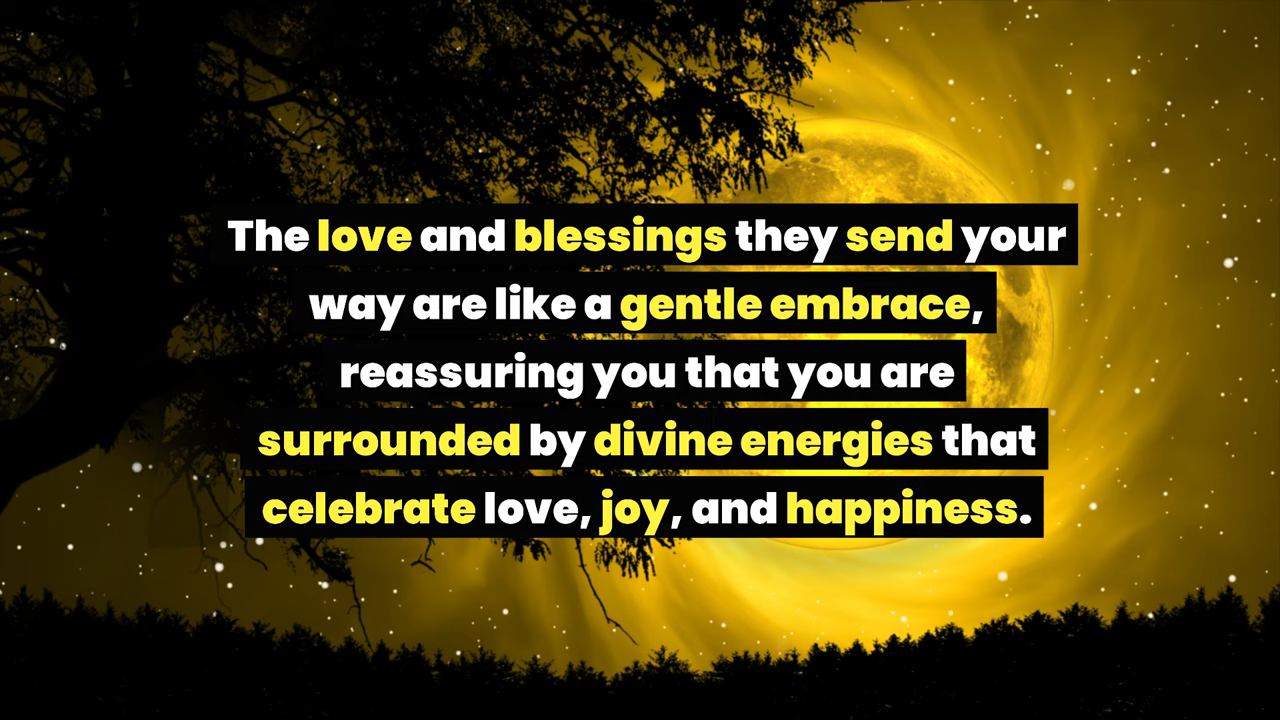 The love and blessings they send your
way are like a gentle embrace,
reassuring you that you are
surrounded by divine energies that
celebrate love, joy, and happiness.